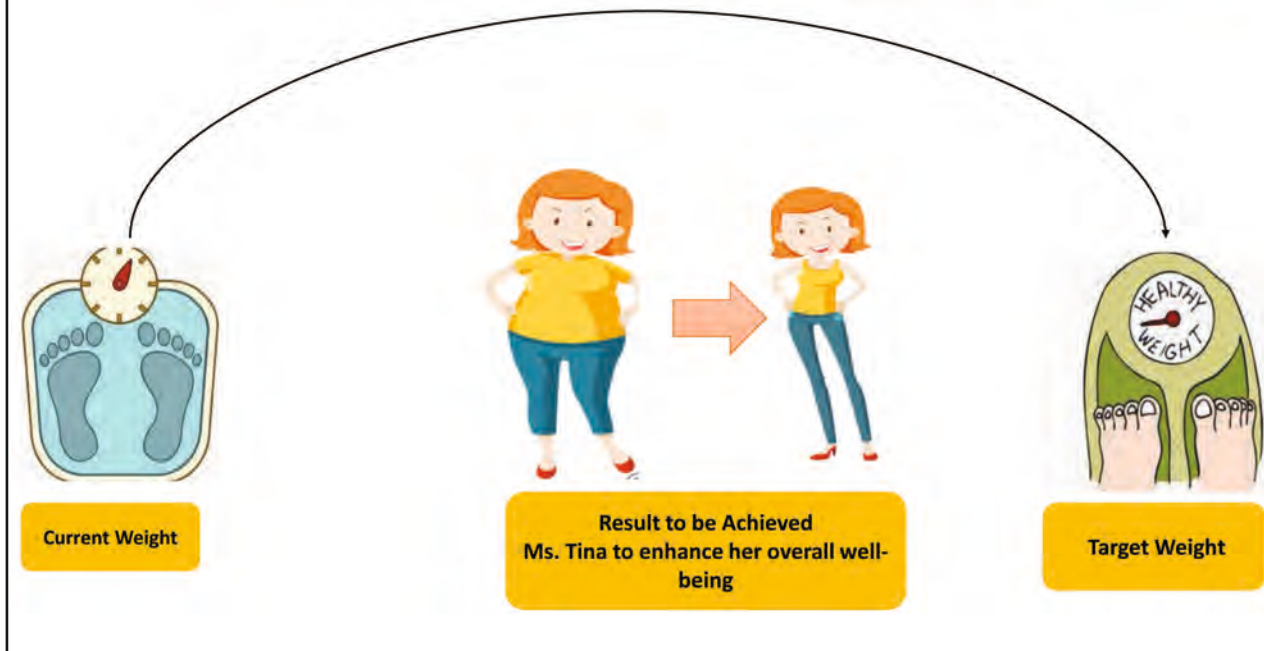 HEALTHY
WEIGHT
Current Weight
Result to be Achieved
Ms. Tina to enhance her overall well-
being
Target Weight